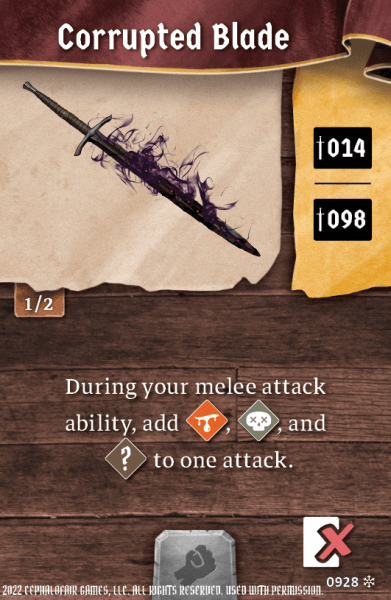 Corrupted Blade
014
098
1/2
During your melee attack
ability, add , , and
? to one attack.
0928
2022 CEPHALOFAIR GAMES, LLC. ALL RIGHTS RESERVED. USED WITH PERMISSION.